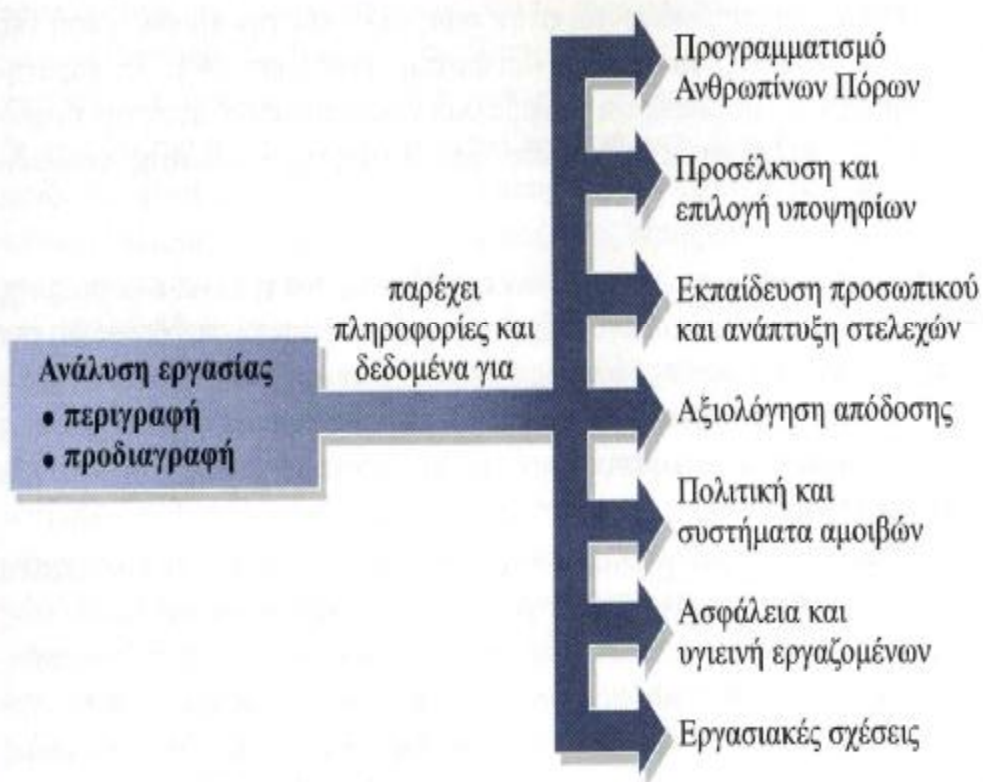 Ανάλυση εργασίας
• περιγραφή
• προδιαγραφή
παρέχει
πληροφορίες και
δεδομένα για
Προγραμματισμό
Ανθρωπίνων Πόρων
Προσέλκυση και
επιλογή υποψηφίων
Εκπαίδευση προσωπικού
και ανάπτυξη στελεχών
Αξιολόγηση απόδοσης
Πολιτική και
συστήματα αμοιβών
Ασφάλεια και
υγιεινή εργαζομένων
Εργασιακές σχέσεις